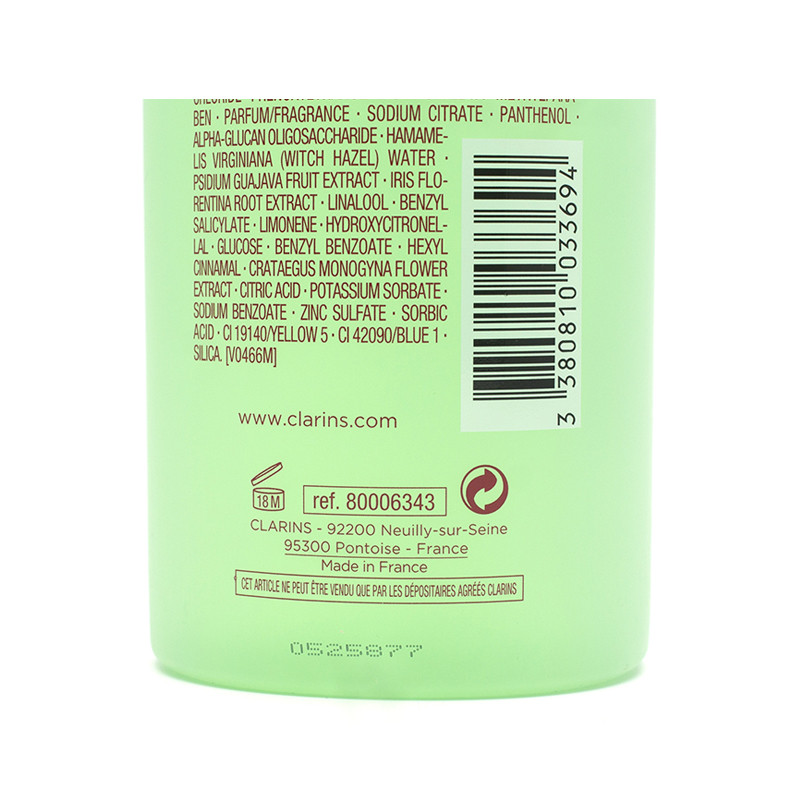 BEN · PARFUM/FRAGRANCE · SODIUM CITRATE · PANTHENOL ·
ALPHA-GLUCAN OLIGOSACCHARIDE · HAMAME-
LIS VIRGINIANA (WITCH HAZEL) WATER ·
PSIDIUM GUAJAVA FRUIT EXTRACT · IRIS FLO-
RENTINA ROOT EXTRACT · LINALOOL · BENZYL
SALICYLATE · LIMONENE · HYDROXYCITRONEL-
LAL · GLUCOSE · BENZYL BENZOATE · HEXYL
CINNAMAL · CRATAEGUS MONOGYNA FLOWER
EXTRACT · CITRIC ACID · POTASSIUM SORBATE ·
SODIUM BENZOATE · ZINC SULFATE · SORBIC
ACID · CI 19140/YELLOW 5 · CI 42090/BLUE 1 ·
SILICA. [V0466M]
3 380810 033694
www.clarins.com
18 M
ref. 80006343
CLARINS - 92200 Neuilly-sur-Seine
95300 Pontoise - France
Made in France
CET ARTICLE NE PEUT ÊTRE VENDU QUE PAR LES DÉPOSITAIRES AGRÉÉS CLARINS
0525877